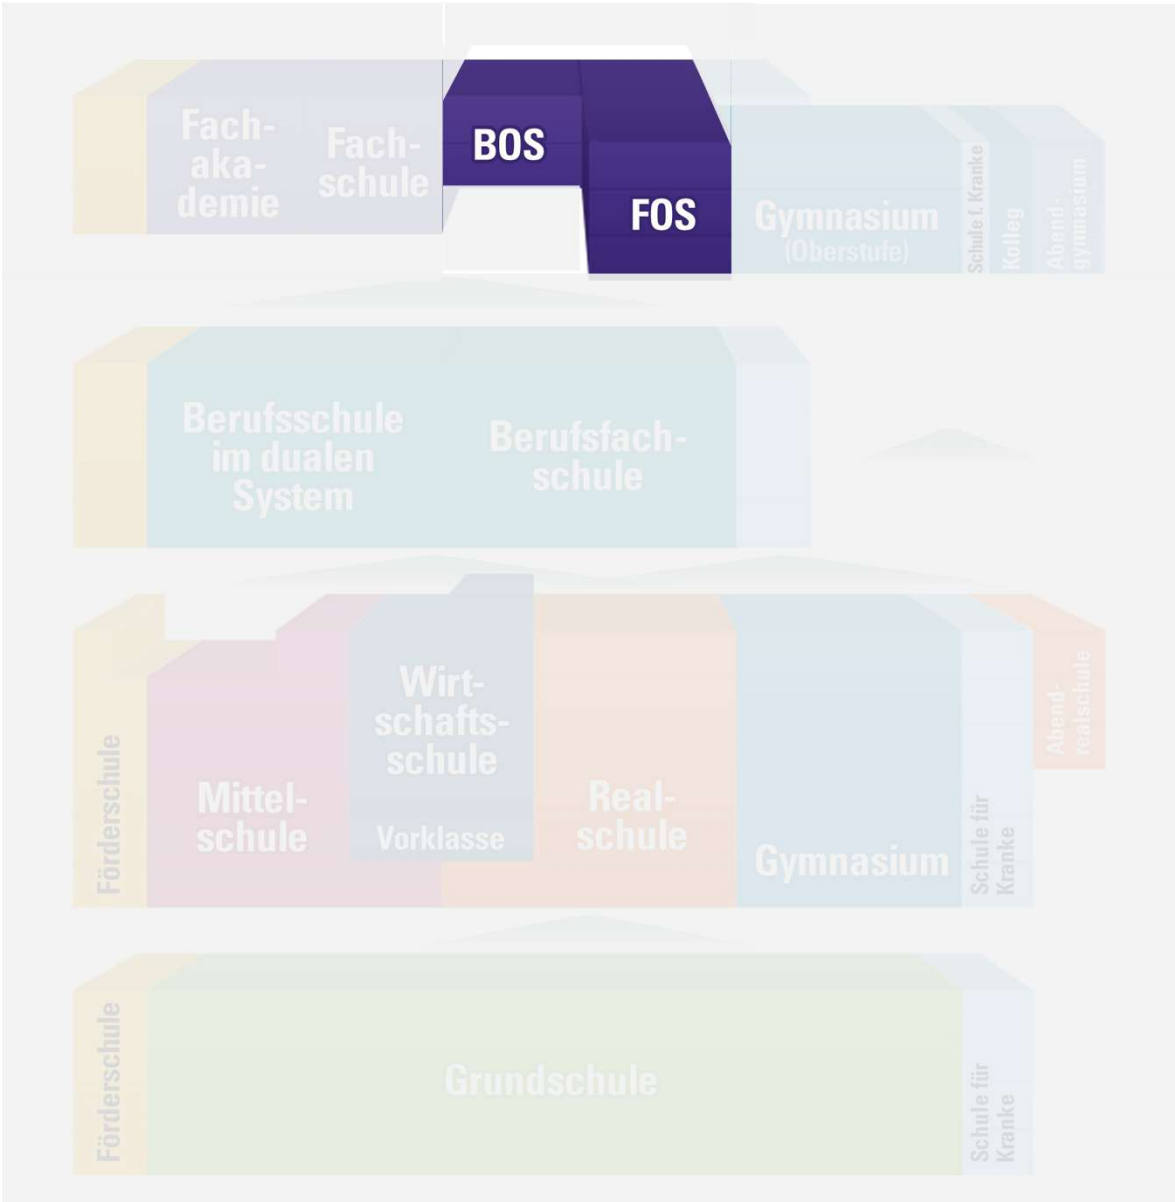 Fach-
aka-
demie
Fach-
schule
BOS
FOS
Gymnasium
(Oberstufe)
Schule f. Kranke
Kolleg
Abend-
gymnasium
Berufsschule
im dualen
System
Berufsfach-
schule
Förderschule
Mittel-
schule
Wirt-
schafts-
schule
Vorklasse
Real-
schule
Gymnasium
Schule für
Kranke
Abend-
realschule
Förderschule
Grundschule
Schule für
Kranke